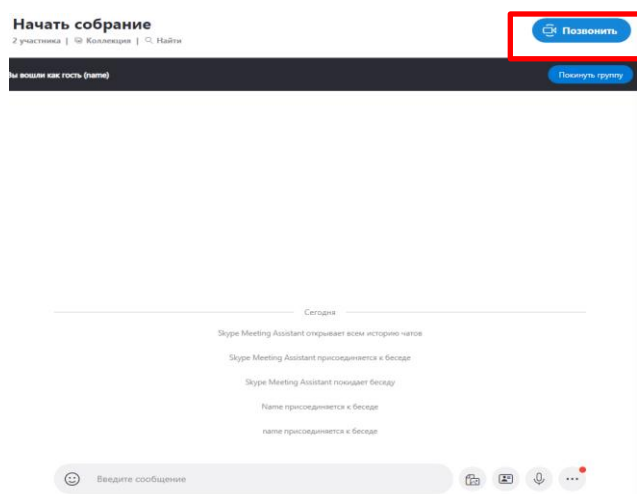 Начать собрание
Позвонить
2 участника | Коллекция | Найти
Вы вошли как гость (name)
Покинуть группу
Сегодня
Skype Meeting Assistant открывает всем историю чатов
Skype Meeting Assistant присоединяется к беседе
Skype Meeting Assistant покидает беседу
Name присоединяется к беседе
name присоединяется к беседе
Введите сообщение